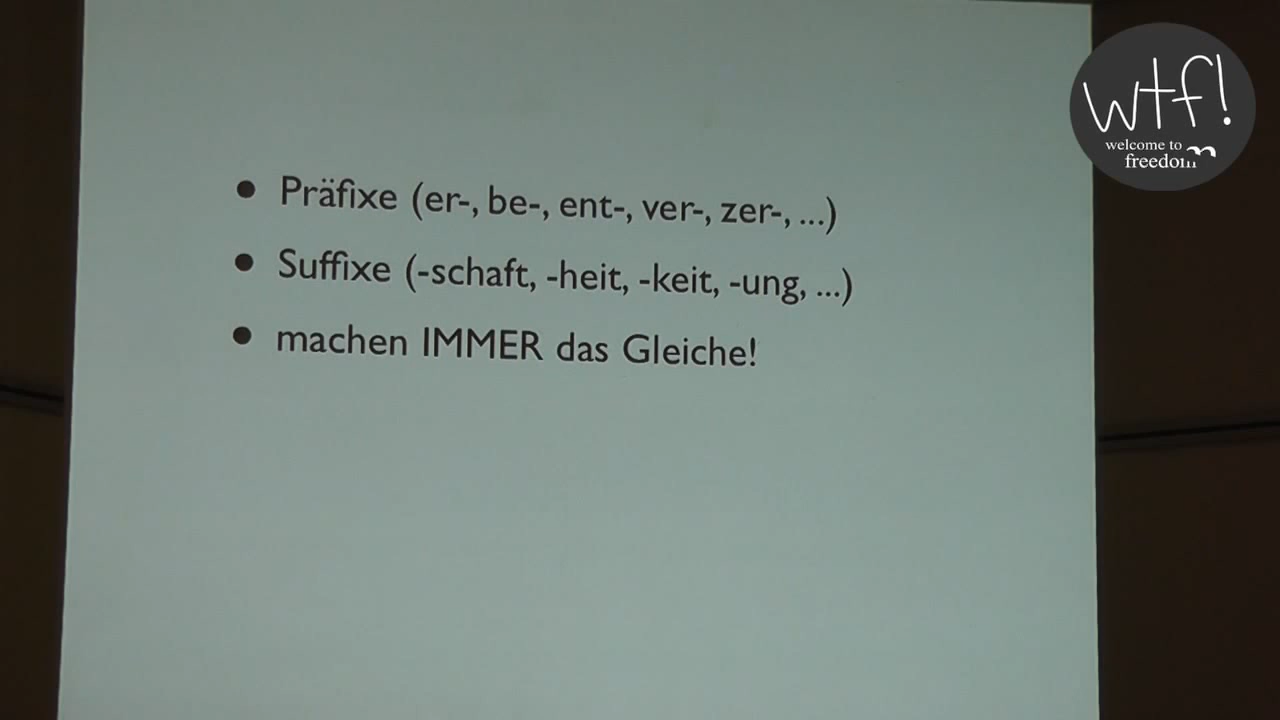 wtf!
welcome to
freedom
• Präfixe (er-, be-, ent-, ver-, zer-, ...)
• Suffixe (-schaft, -heit, -keit, -ung, ...)
• machen IMMER das Gleiche!